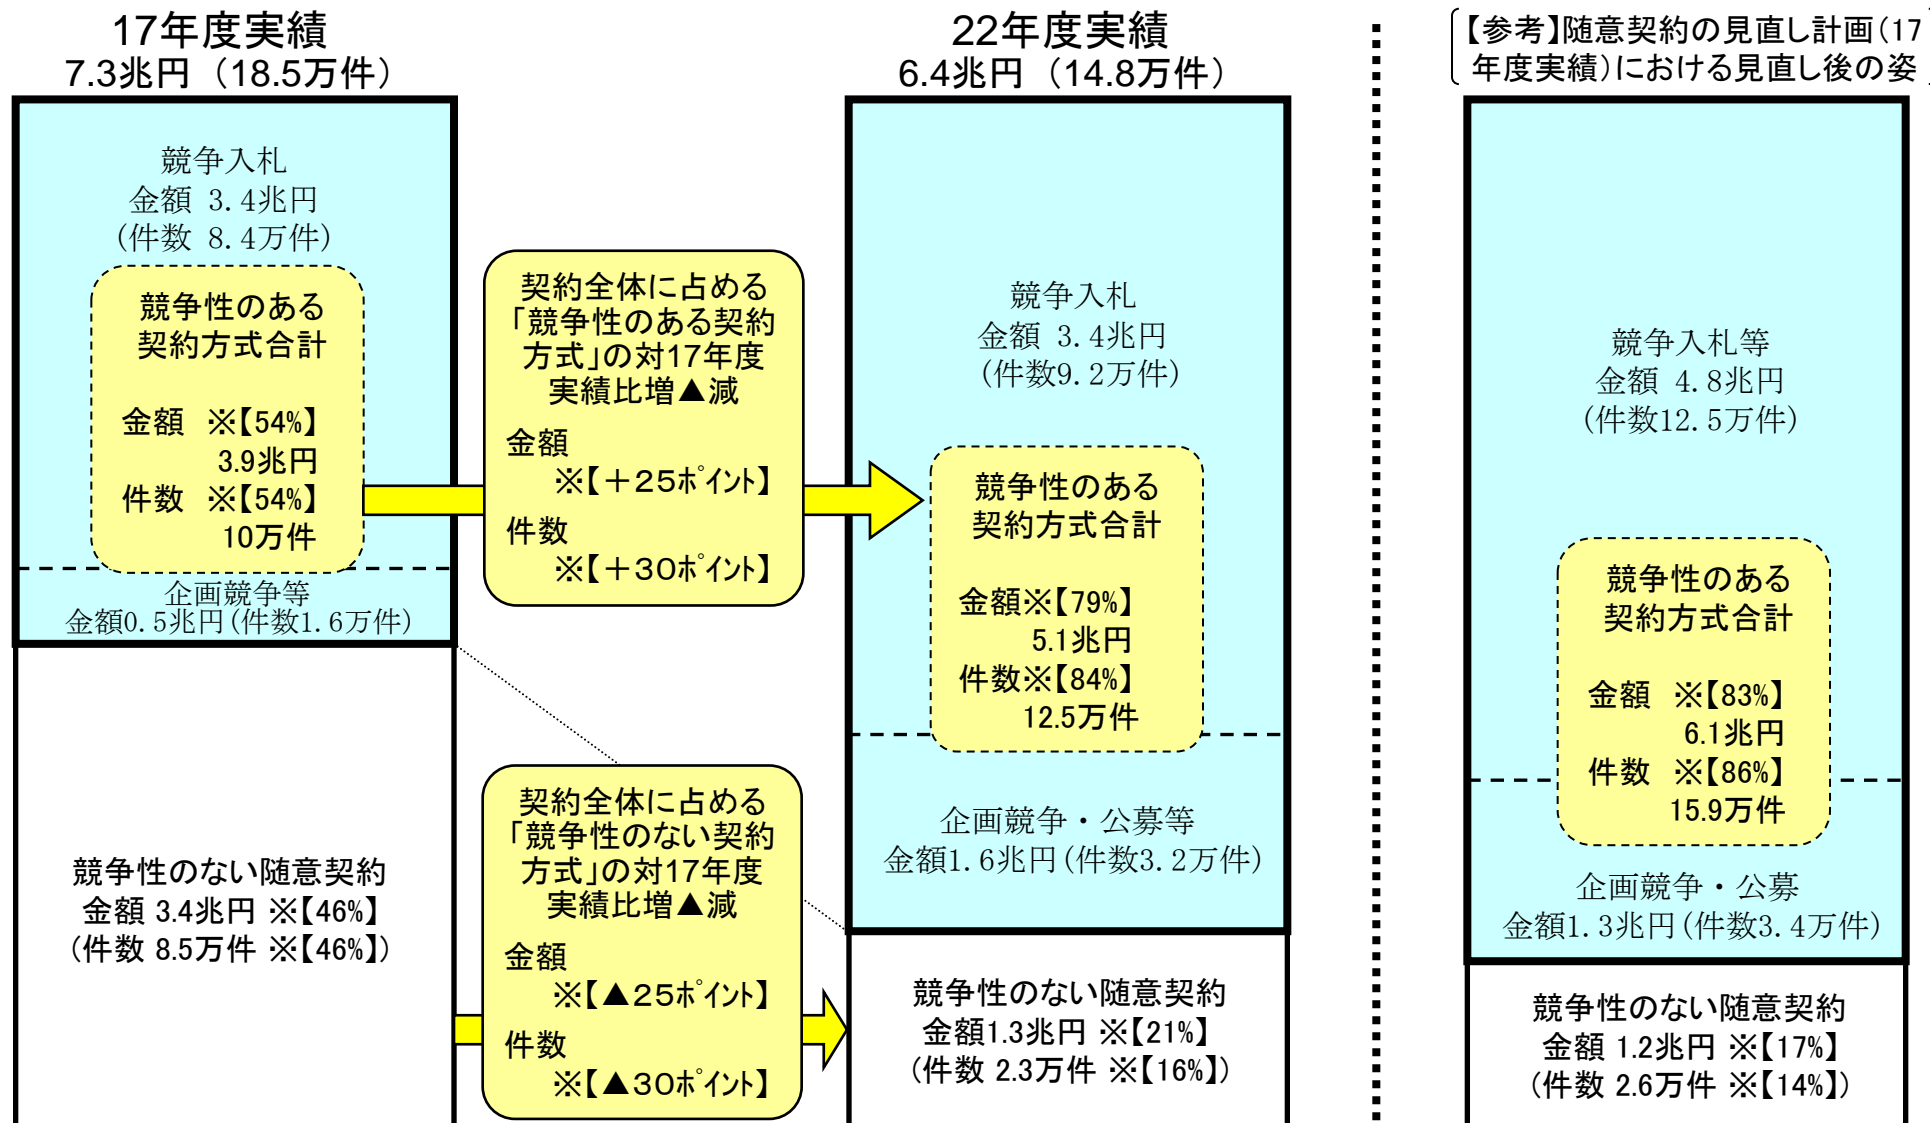 17年度実績
7.3兆円（18.5万件）
競争入札
金額 3.4兆円
(件数 8.4万件)
競争性のある
契約方式合計
金額 ※【54%】
3.9兆円
件数 ※【54%】
10万件
企画競争等
金額0.5兆円(件数1.6万件)
競争性のない随意契約
金額 3.4兆円 ※【46%】
(件数 8.5万件 ※【46%】)
契約全体に占める
「競争性のある契約
方式」の対17年度
実績比増▲減
金額
※【＋25ﾎﾟｲﾝﾄ】
件数
※【＋30ﾎﾟｲﾝﾄ】
契約全体に占める
「競争性のない契約
方式」の対17年度
実績比増▲減
金額
※【▲25ﾎﾟｲﾝﾄ】
件数
※【▲30ﾎﾟｲﾝﾄ】
22年度実績
6.4兆円（14.8万件）
競争入札
金額 3.4兆円
(件数9.2万件)
競争性のある
契約方式合計
金額※【79%】
5.1兆円
件数※【84%】
12.5万件
企画競争・公募等
金額1.6兆円(件数3.2万件)
競争性のない随意契約
金額1.3兆円 ※【21%】
(件数 2.3万件 ※【16%】)
【参考】随意契約の見直し計画(17
年度実績)における見直し後の姿
競争入札等
金額 4.8兆円
(件数12.5万件)
競争性のある
契約方式合計
金額 ※【83%】
6.1兆円
件数 ※【86%】
15.9万件
企画競争・公募
金額1.3兆円(件数3.4万件)
競争性のない随意契約
金額 1.2兆円 ※【17%】
(件数 2.6万件 ※【14%】)